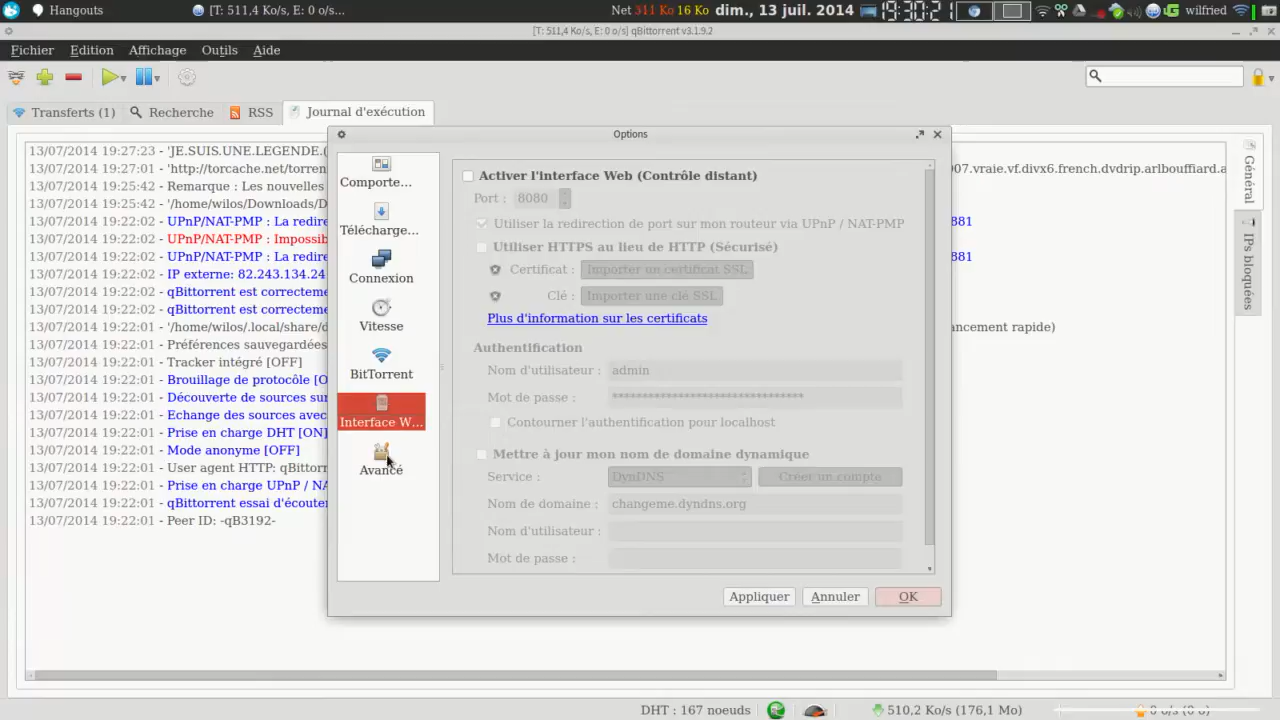 Hangouts
[T: 511,4 Ko/s, E: 0 o/s...
Net 311 Ko 16 Ko dim., 13 juil. 2014
19:30:21
wilfried
[T: 511,4 Ko/s, E: 0 o/s] qBittorrent v3.1.9.2
Fichier Edition Affichage Outils Aide
Transferts (1) Recherche RSS Journal d'exécution
Options
13/07/2014 19:27:23 - 'JE.SUIS.UNE.LEGENDE.(
13/07/2014 19:27:01 - 'http://torcache.net/torren 007.vraie.vf.divx6.french.dvdrip.arlbouffiard.a
13/07/2014 19:25:42 - Remarque : Les nouvelles
13/07/2014 19:25:42 - '/home/wilos/Downloads/D
13/07/2014 19:22:02 - UPnP/NAT-PMP : La redire 881
13/07/2014 19:22:02 - UPnP/NAT-PMP : Impossib
13/07/2014 19:22:02 - UPnP/NAT-PMP : La redire 881
13/07/2014 19:22:02 - IP externe: 82.243.134.24
13/07/2014 19:22:02 - qBittorrent est correcteme
13/07/2014 19:22:02 - qBittorrent est correcteme
13/07/2014 19:22:01 - '/home/wilos/.local/share/d ancement rapide)
13/07/2014 19:22:01 - Préférences sauvegardées
13/07/2014 19:22:01 - Tracker intégré [OFF]
13/07/2014 19:22:01 - Brouillage de protocôle [O
13/07/2014 19:22:01 - Découverte de sources su
13/07/2014 19:22:01 - Echange des sources avec
13/07/2014 19:22:01 - Prise en charge DHT [ON]
13/07/2014 19:22:01 - Mode anonyme [OFF]
13/07/2014 19:22:01 - User agent HTTP: qBittorr
13/07/2014 19:22:01 - Prise en charge UPnP / NA
13/07/2014 19:22:01 - qBittorrent essai d'écouter
13/07/2014 19:22:01 - Peer ID: -qB3192-
Comporte...
Télécharge...
Connexion
Vitesse
BitTorrent
Interface W...
Avancé
Activer l'interface Web (Contrôle distant)
Port : 8080
Utiliser la redirection de port sur mon routeur via UPnP / NAT-PMP
Utiliser HTTPS au lieu de HTTP (Sécurisé)
Certificat : Importer un certificat SSL
Clé : Importer une clé SSL
Plus d'information sur les certificats
Authentification
Nom d'utilisateur : admin
Mot de passe : ********************************
Contourner l'authentification pour localhost
Mettre à jour mon nom de domaine dynamique
Service : DynDNS Créer un compte
Nom de domaine : changeme.dyndns.org
Nom d'utilisateur :
Mot de passe :
Appliquer Annuler OK
Général
IPs bloquées
DHT : 167 noeuds 510,2 Ko/s (176,1 Mo) 0 o/s (0 o)